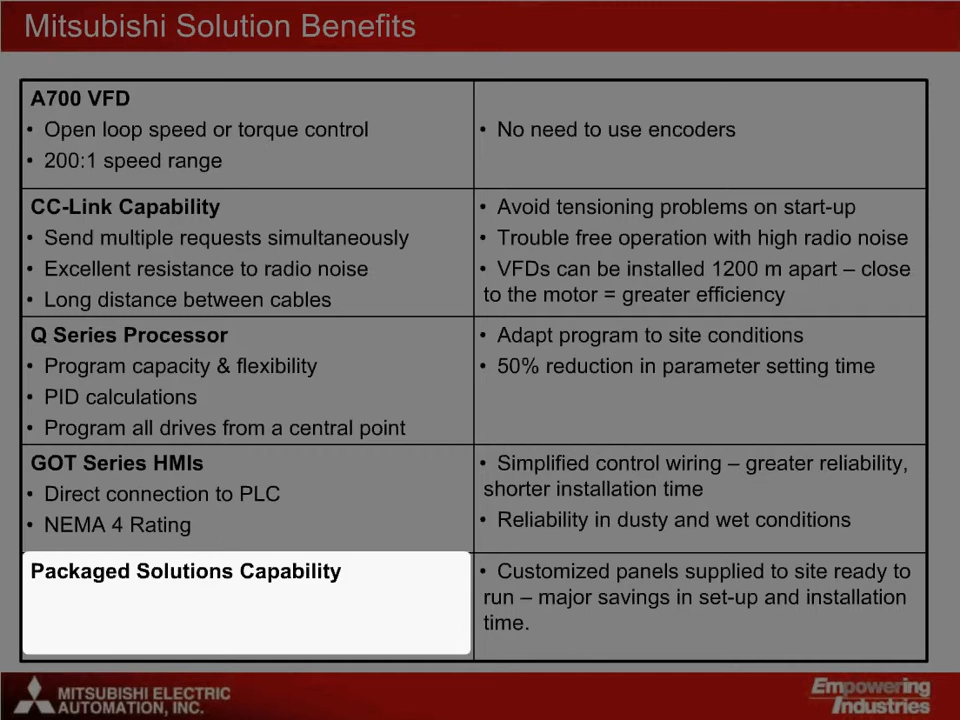 Mitsubishi Solution Benefits
A700 VFD
• Open loop speed or torque control
• 200:1 speed range
• No need to use encoders
CC-Link Capability
• Send multiple requests simultaneously
• Excellent resistance to radio noise
• Long distance between cables
• Avoid tensioning problems on start-up
• Trouble free operation with high radio noise
• VFDs can be installed 1200 m apart – close
to the motor = greater efficiency
Q Series Processor
• Program capacity & flexibility
• PID calculations
• Program all drives from a central point
• Adapt program to site conditions
• 50% reduction in parameter setting time
GOT Series HMIs
• Direct connection to PLC
• NEMA 4 Rating
• Simplified control wiring – greater reliability,
shorter installation time
• Reliability in dusty and wet conditions
Packaged Solutions Capability
• Customized panels supplied to site ready to
run – major savings in set-up and installation
time.
MITSUBISHI ELECTRIC
AUTOMATION, INC.
Empowering
Industries